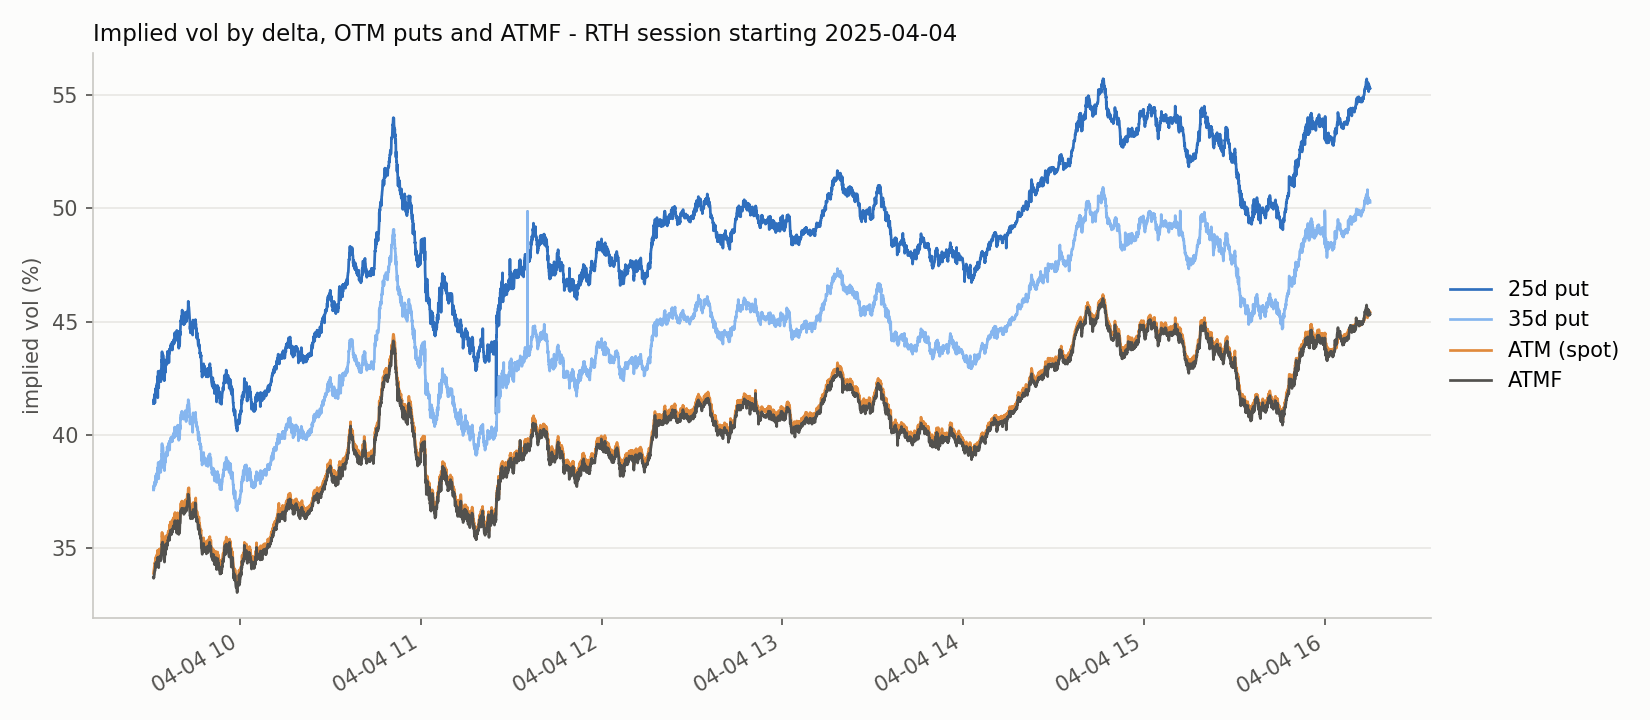 Implied vol by delta, OTM puts and ATMF - RTH session starting 2025-04-04
implied vol (%)
55
50
45
40
35
04-04 10
04-04 11
04-04 12
04-04 13
04-04 14
04-04 15
04-04 16
25d put
35d put
ATM (spot)
ATMF